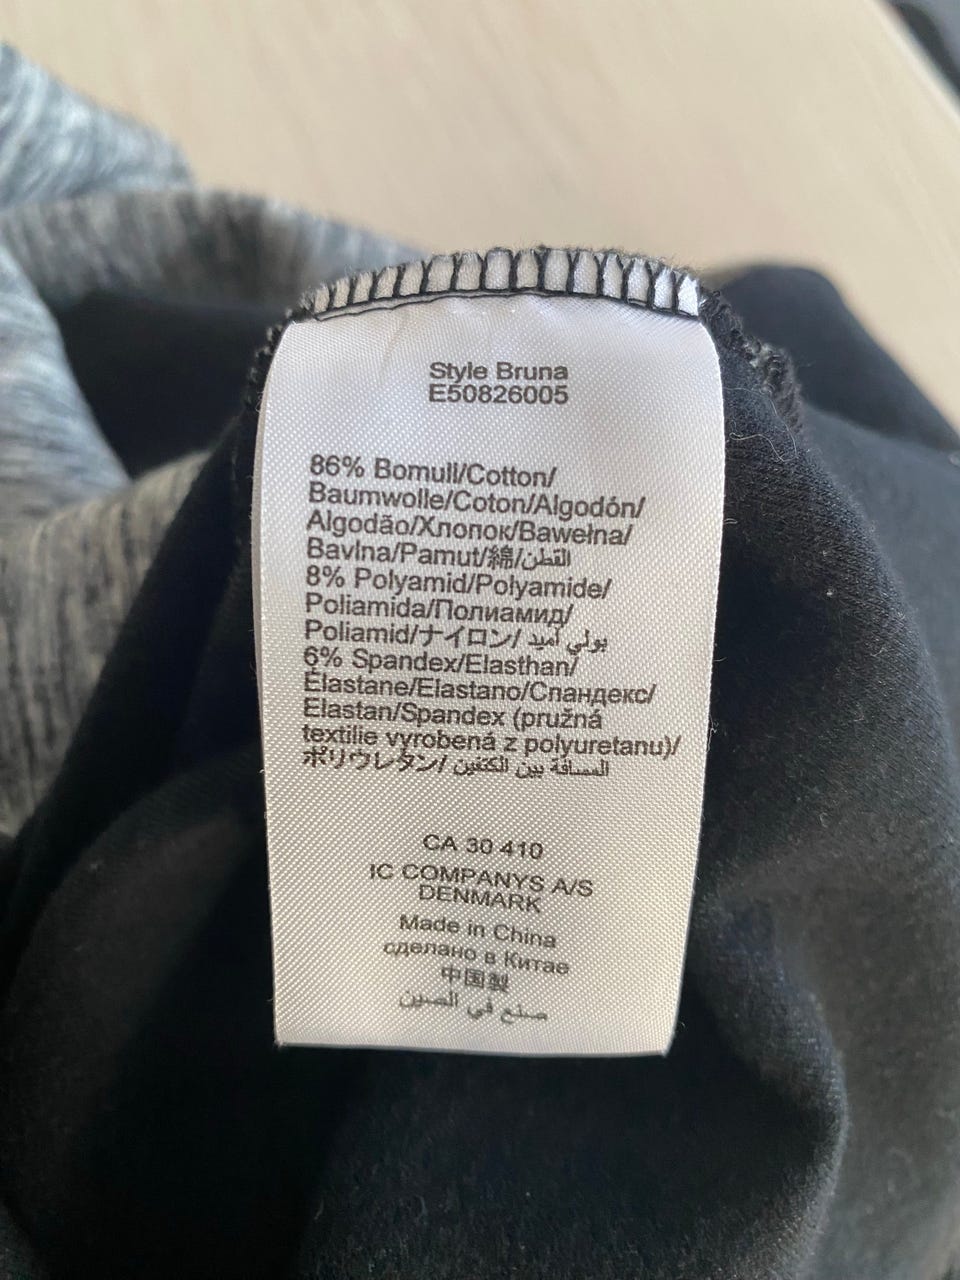 Style Bruna
E50826005
86% Bomull/Cotton/
Baumwolle/Coton/Algodón/
Algodão/Хлопок/Bawełna/
Bavlna/Pamut/綿/القطن
8% Polyamid/Polyamide/
Poliamida/Полиамид/
Poliamid/ナイロン/بولي أميد
6% Spandex/Elasthan/
Élastane/Elastano/Спандекс/
Elastan/Spandex (pružná
textilie vyrobená z polyuretanu)/
ポリウレタン/المسافة بين الكتفين
CA 30 410
IC COMPANYS A/S
DENMARK
Made in China
сделано в Китае
中国製
صنع في الصين